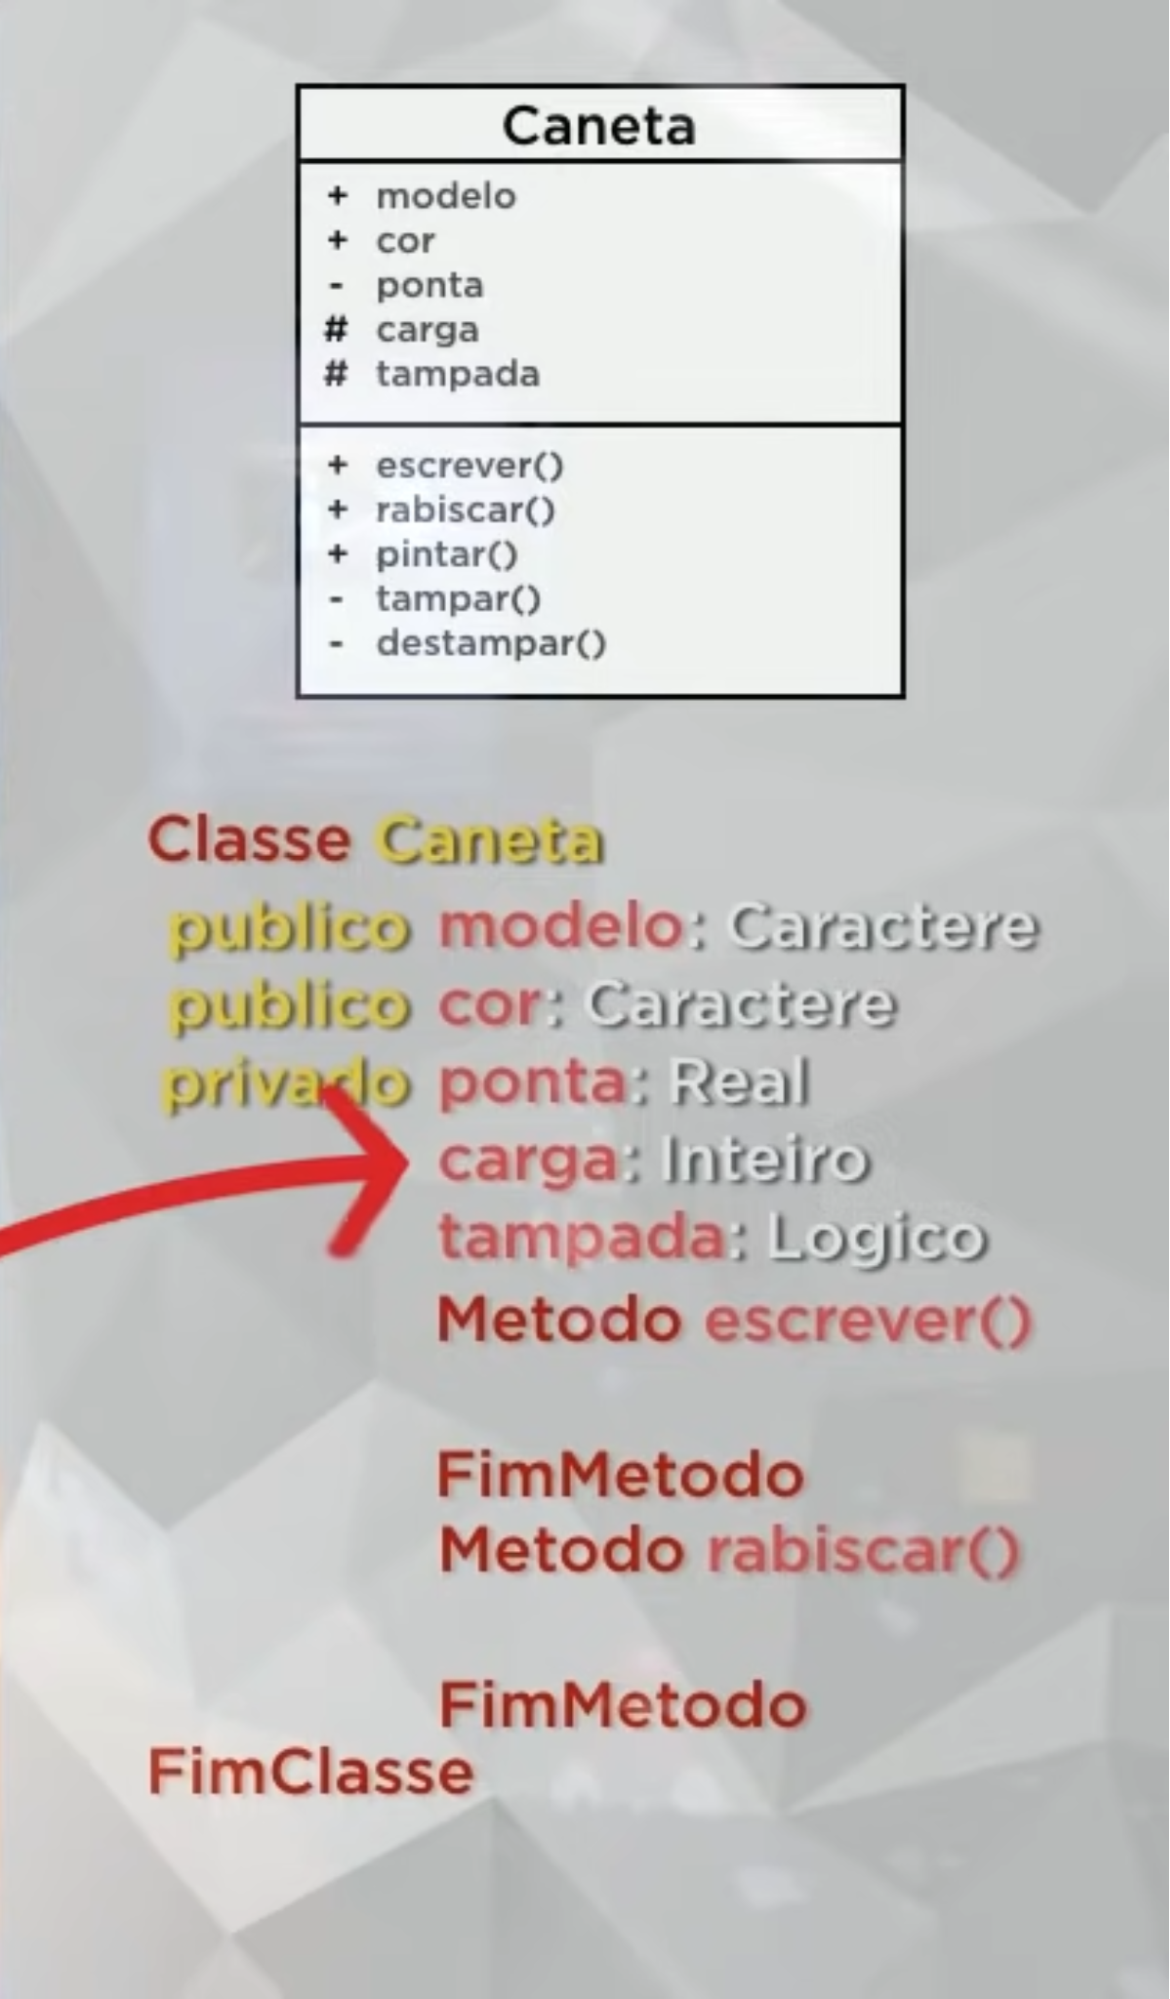 Caneta
+ modelo
+ cor
- ponta
# carga
# tampada
+ escrever()
+ rabiscar()
+ pintar()
- tampar()
- destampar()
Classe Caneta
publico modelo: Caractere
publico cor: Caractere
privado ponta: Real
carga: Inteiro
tampada: Logico
Metodo escrever()
FimMetodo
Metodo rabiscar()
FimMetodo
FimClasse